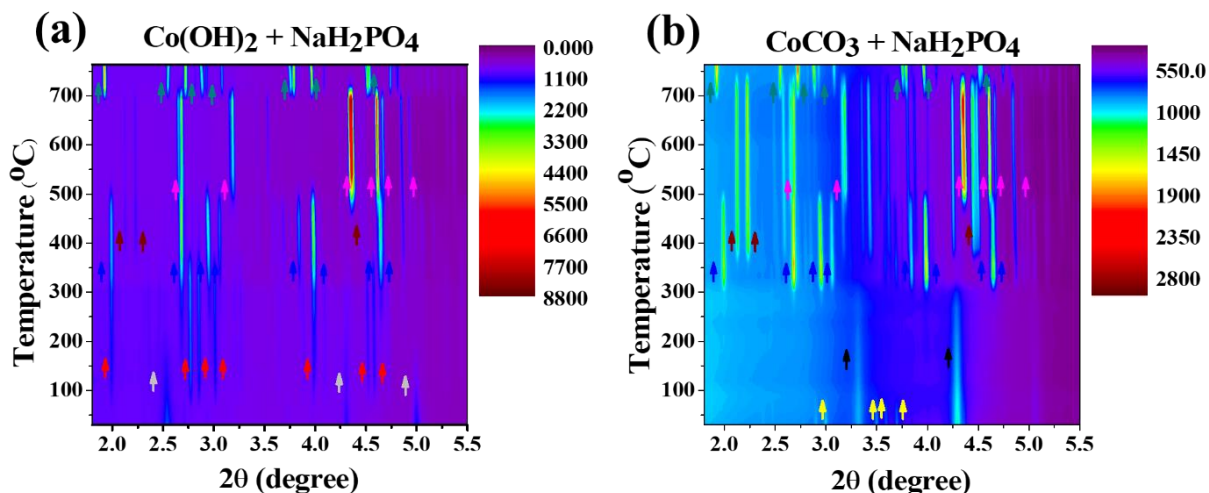 (a)
Co(OH)2 + NaH2PO4
Temperature (oC)
700
600
500
400
300
200
100
2.0 2.5 3.0 3.5 4.0 4.5 5.0 5.5
2θ (degree)
0.000
1100
2200
3300
4400
5500
6600
7700
8800
(b)
CoCO3 + NaH2PO4
Temperature (oC)
700
600
500
400
300
200
100
2.0 2.5 3.0 3.5 4.0 4.5 5.0 5.5
2θ (degree)
550.0
1000
1450
1900
2350
2800